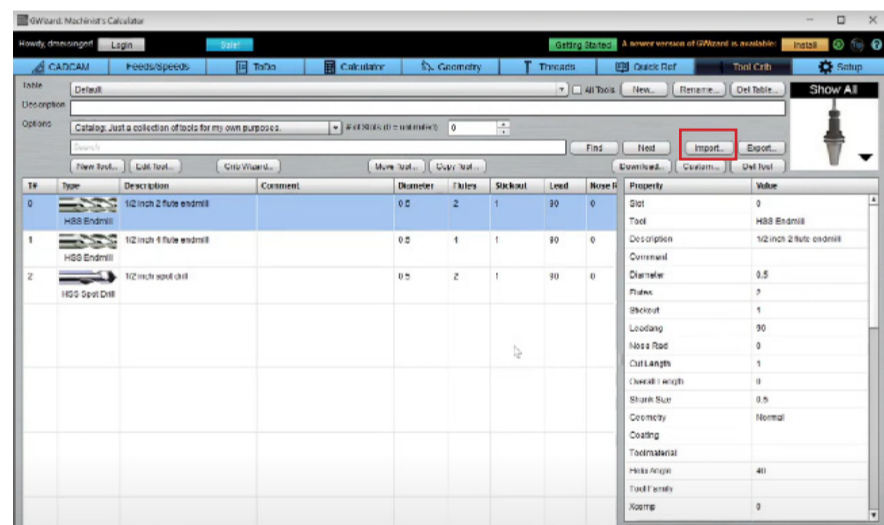 GWizard: Machinist's Calculator
Howdy, dmeisinger! Login Sale! Getting Started A newer version of GWizard is available: Install
CADCAM Feeds/Speeds ToDo Calculator Geometry Threads Quick Ref Tool Crib Setup
Table Default All Tools New... Rename... Del Table... Show All
Description
Options Catalog: Just a collection of tools for my own purposes. # of Slots (0 = unlimited) 0
Search Find Next Import... Export...
New Tool... Edit Tool... Crib Wizard... Move Tool... Copy Tool... Download... Custom... Del Tool
T# Type Description Comment Diameter Flutes Stickout Lead Nose R Property Value
0 HSS Endmill 1/2 inch 2 flute endmill 0.5 2 1 90 0
1 HSS Endmill 1/2 inch 4 flute endmill 0.5 4 1 90 0
2 HSS Spot Drill 1/2 inch spot drill 0.5 2 1 90 0
Slot 0
Tool HSS Endmill
Description 1/2 inch 2 flute endmill
Comment
Diameter 0.5
Flutes 2
Stickout 1
Leadang 90
Nose Rad 0
Cut Length 1
Overall Length 0
Shank Size 0.5
Geometry Normal
Coating
Toolmaterial
Helix Angle 40
Tool Family
Xcomp 0